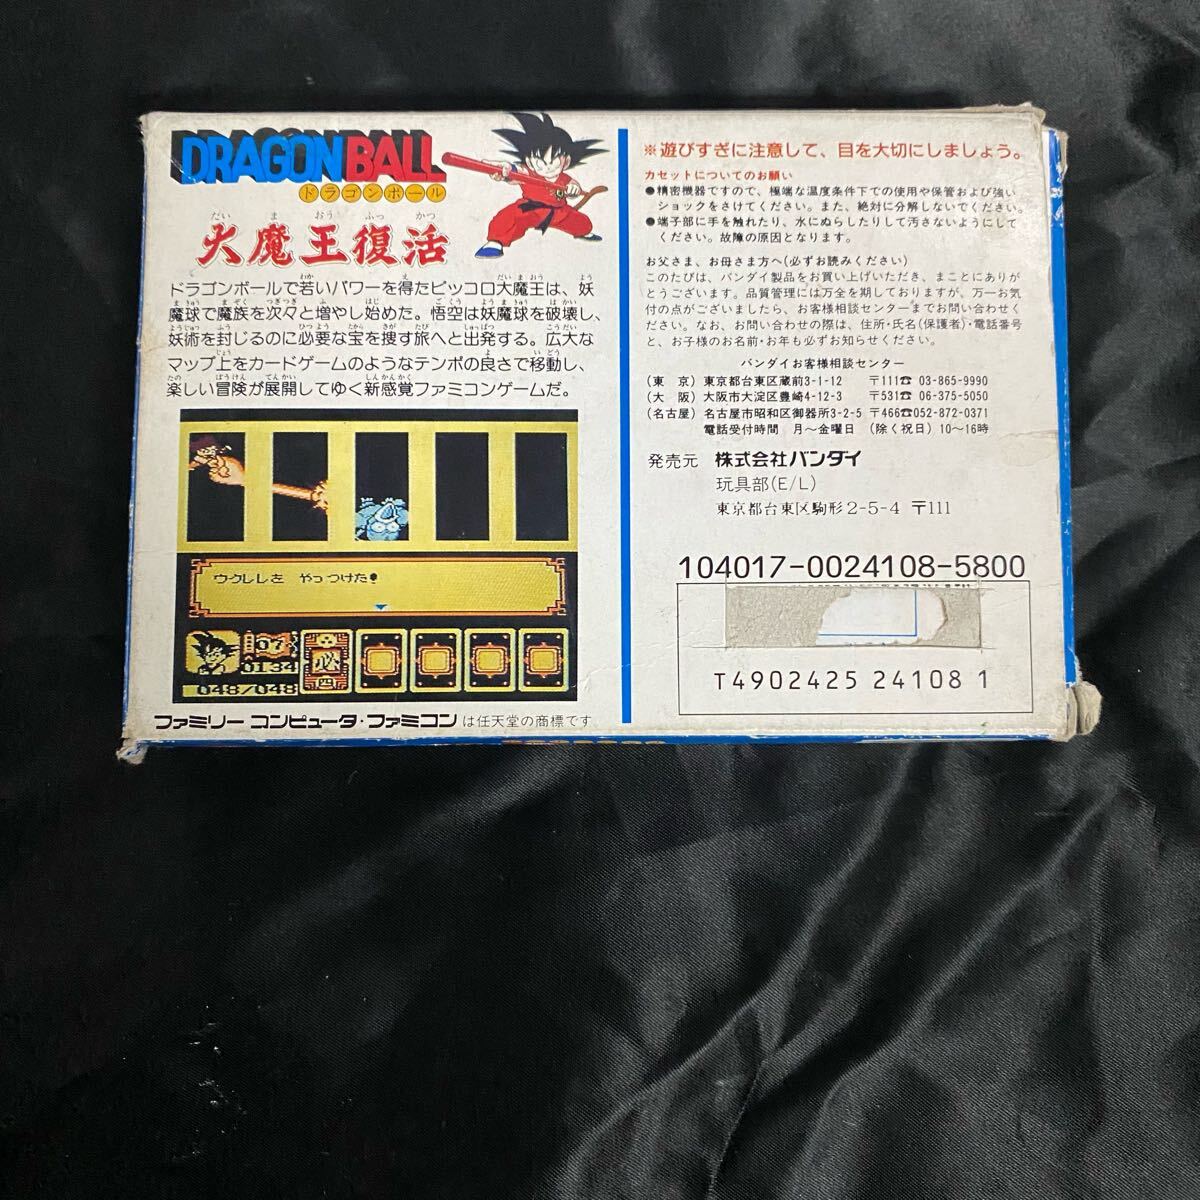 DRAGON BALL
ドラゴンボール
だい ま おう ふっ かつ
大魔王復活
ドラゴンボールで若いパワーを得たピッコロ大魔王は、妖
魔球で魔族を次々と増やし始めた。悟空は妖魔球を破壊し、
妖術を封じるのに必要な宝を捜す旅へと出発する。広大な
マップ上をカードゲームのようなテンポの良さで移動し、
楽しい冒険が展開してゆく新感覚ファミコンゲームだ。
ウクレレを やっつけた!
07
0134
048/048
必
四
ファミリー コンピュータ・ファミコン は任天堂の商標です
※遊びすぎに注意して、目を大切にしましょう。
カセットについてのお願い
●精密機器ですので、極端な温度条件下での使用や保管および強い
ショックをさけてください。また、絶対に分解しないでください。
●端子部に手を触れたり、水にぬらしたりして汚さないようにして
ください。故障の原因となります。
お父さま、お母さま方へ(必ずお読みください)
このたびは、バンダイ製品をお買い上げいただき、まことにありが
とうございます。品質管理には万全を期しておりますが、万一お気
付の点がございましたら、お客様相談センターまでお問い合わせく
ださい。なお、お問い合わせの際は、住所・氏名(保護者)・電話番号
と、お子様のお名前・お年も必ずお知らせください。
バンダイお客様相談センター
(東 京) 東京都台東区蔵前3-1-12 〒111☎ 03-865-9990
(大 阪) 大阪市大淀区豊崎4-12-3 〒531☎ 06-375-5050
(名古屋) 名古屋市昭和区御器所3-2-5 〒466☎052-872-0371
電話受付時間 月〜金曜日 (除く祝日)10〜16時
発売元 株式会社バンダイ
玩具部(E/L)
東京都台東区駒形2-5-4 〒111
104017-0024108-5800
T4902425 24108 1